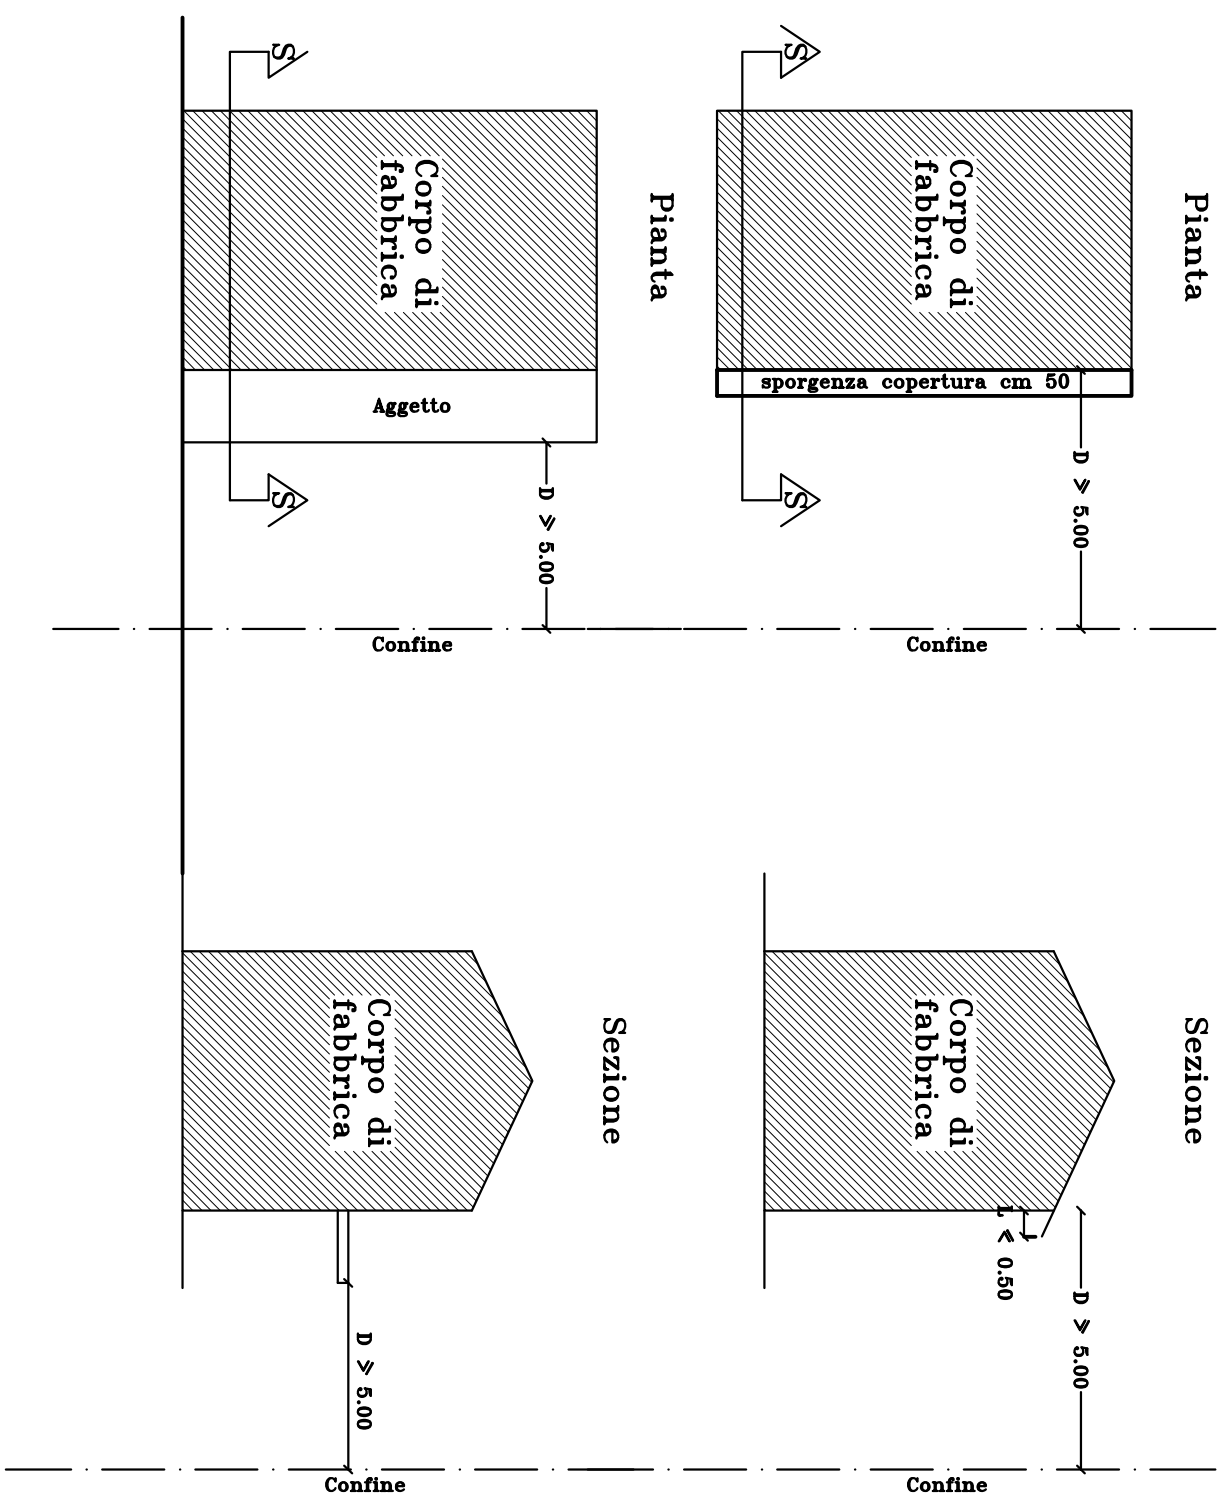 S
S
Corpo di
fabbrica
Pianta
Corpo di
fabbrica
Pianta
Aggetto
sporgenza copertura cm 50
S
S
D ⩾ 5.00
D ⩾ 5.00
Confine
Confine
Corpo di
fabbrica
Sezione
Corpo di
fabbrica
Sezione
L ⩽ 0.50
D ⩾ 5.00
D ⩾ 5.00
Confine
Confine